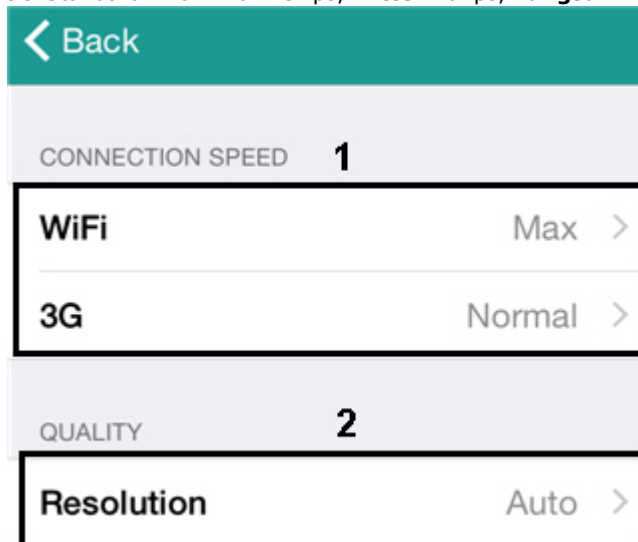 Back
CONNECTION SPEED 1
WiFi Max
3G Normal
QUALITY 2
Resolution Auto